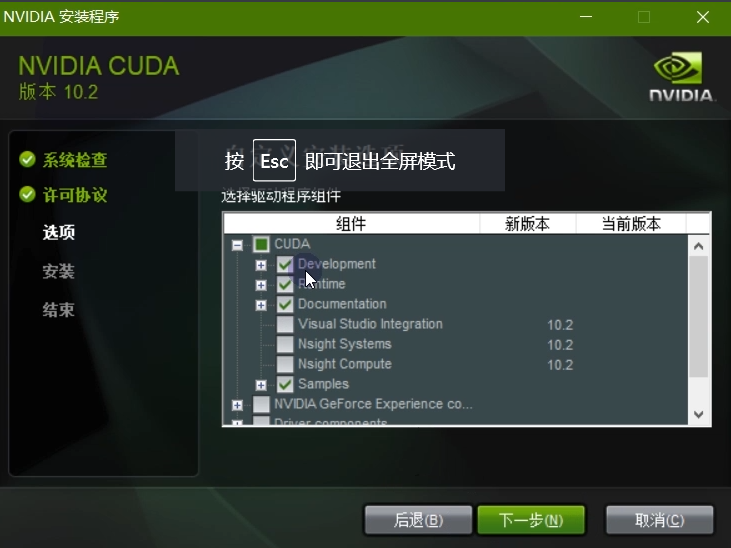 NVIDIA 安装程序
NVIDIA CUDA
版本 10.2
NVIDIA.
系统检查
许可协议
选项
安装
结束
按 Esc 即可退出全屏模式
选择驱动程序组件
组件 新版本 当前版本
CUDA
Development
Runtime
Documentation
Visual Studio Integration 10.2
Nsight Systems 10.2
Nsight Compute 10.2
Samples
NVIDIA GeForce Experience co...
Driver components
后退(B) 下一步(N) 取消(C)